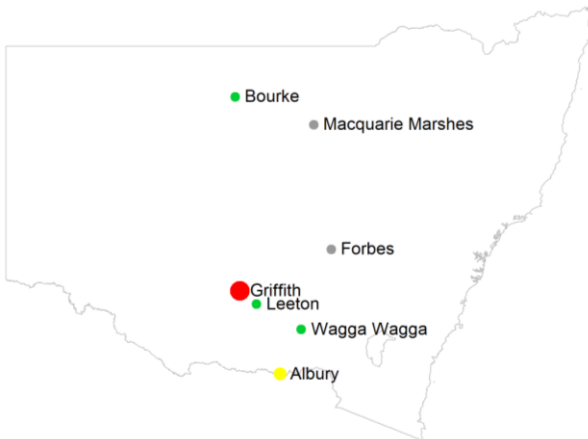 Bourke
Macquarie Marshes
Forbes
Griffith
Leeton
Wagga Wagga
Albury